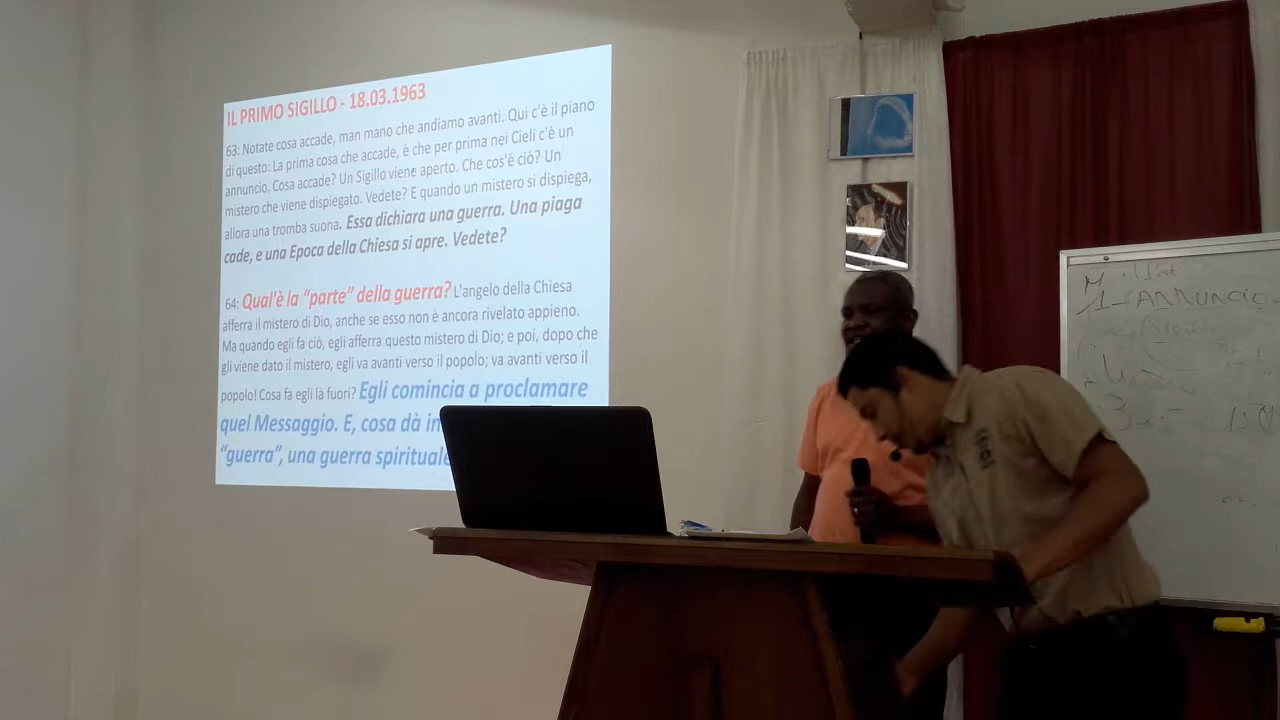 IL PRIMO SIGILLO - 18.03.1963
63: Notate cosa accade, man mano che andiamo avanti. Qui c'è il piano
di questo: La prima cosa che accade, è che per prima nei Cieli c'è un
annuncio. Cosa accade? Un Sigillo viene aperto. Che cos'è ciò? Un
mistero che viene dispiegato. Vedete? E quando un mistero si dispiega,
allora una tromba suona. Essa dichiara una guerra. Una piaga
cade, e una Epoca della Chiesa si apre. Vedete?
64: Qual'è la “parte” della guerra? L'angelo della Chiesa
afferra il mistero di Dio, anche se esso non è ancora rivelato appieno.
Ma quando egli fa ciò, egli afferra questo mistero di Dio; e poi, dopo che
gli viene dato il mistero, egli va avanti verso il popolo; va avanti verso il
popolo! Cosa fa egli là fuori? Egli comincia a proclamare
quel Messaggio. E, cosa dà in
“guerra”, una guerra spirituale
1- ANNUNCIO